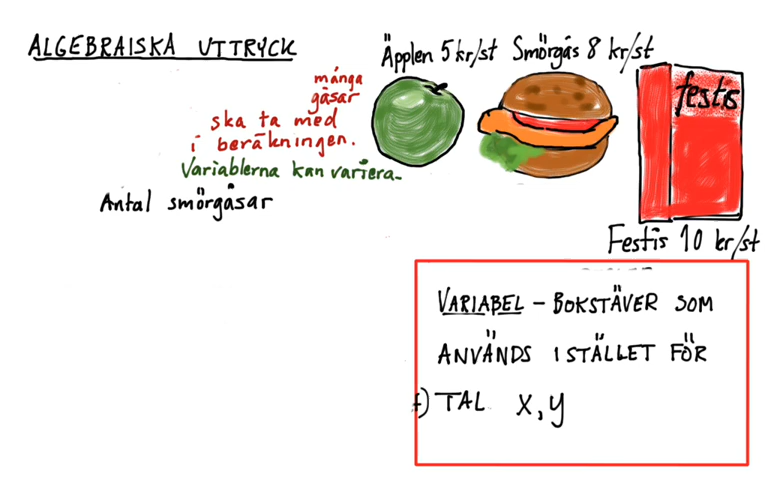 ALGEBRAISKA UTTRYCK
Äpplen 5 kr/st
Smörgås 8 kr/st
många
gåsar
ska ta med
i beräkningen.
Variablerna kan variera.
Antal smörgåsar
festis
Festis 10 kr/st
VARIABEL - BOKSTÄVER SOM
ANVÄNDS ISTÄLLET FÖR
TAL X, Y